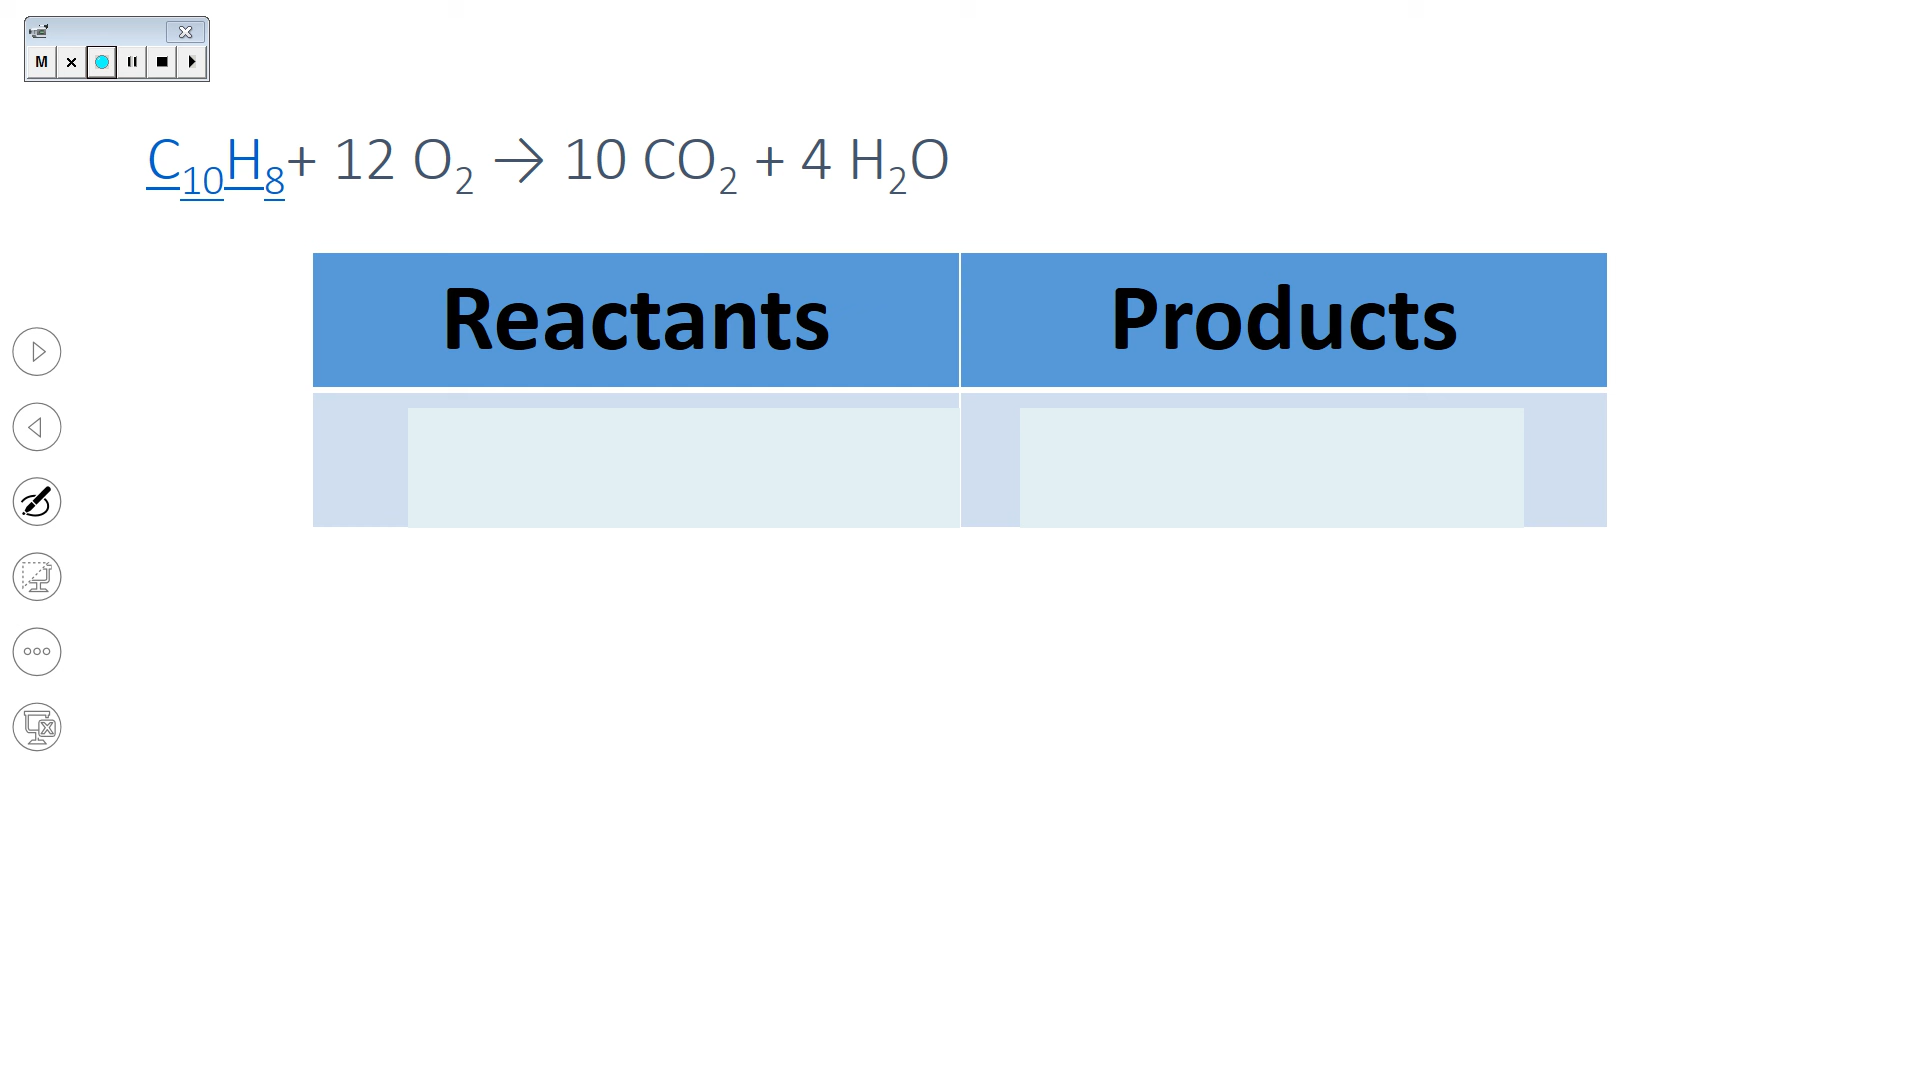 M
C₁₀H₈+ 12 O₂ → 10 CO₂ + 4 H₂O
Reactants Products